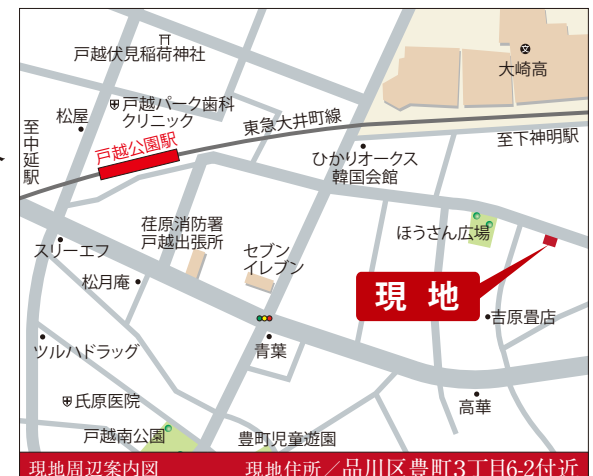 戸越伏見稲荷神社
大崎高
松屋
戸越パーク歯科
クリニック
東急大井町線
至中延駅
戸越公園駅
至下神明駅
ひかりオークス
韓国会館
荏原消防署
戸越出張所
ほうさん広場
スリーエフ
セブン
イレブン
松月庵
現地
吉原畳店
ツルハドラッグ
青葉
氏原医院
高華
戸越南公園
豊町児童遊園
現地周辺案内図
現地住所／品川区豊町3丁目6-2付近